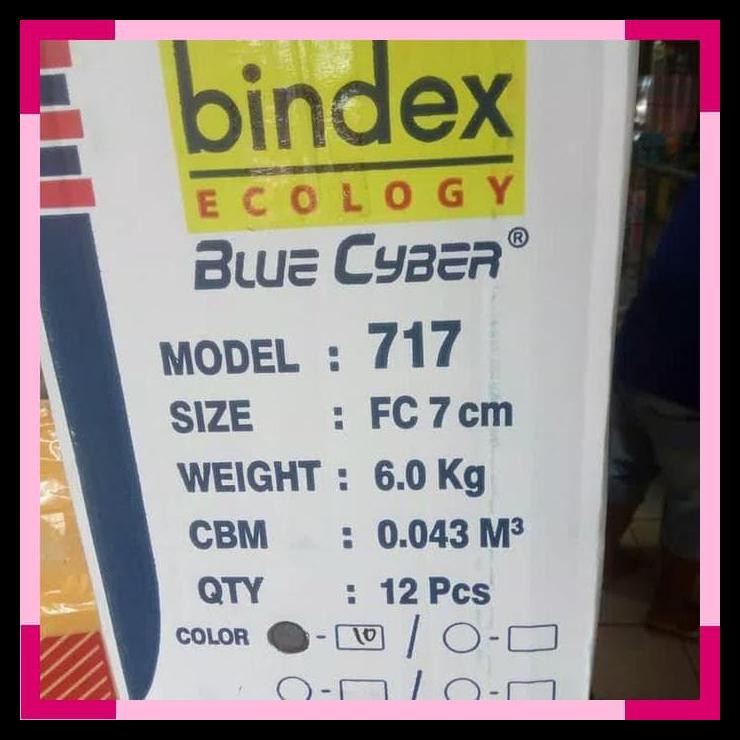 bindex
ECOLOGY
BLUE CYBER®
MODEL : 717
SIZE : FC 7 cm
WEIGHT : 6.0 Kg
CBM : 0.043 M³
QTY : 12 Pcs
COLOR - 10 / -
- / -